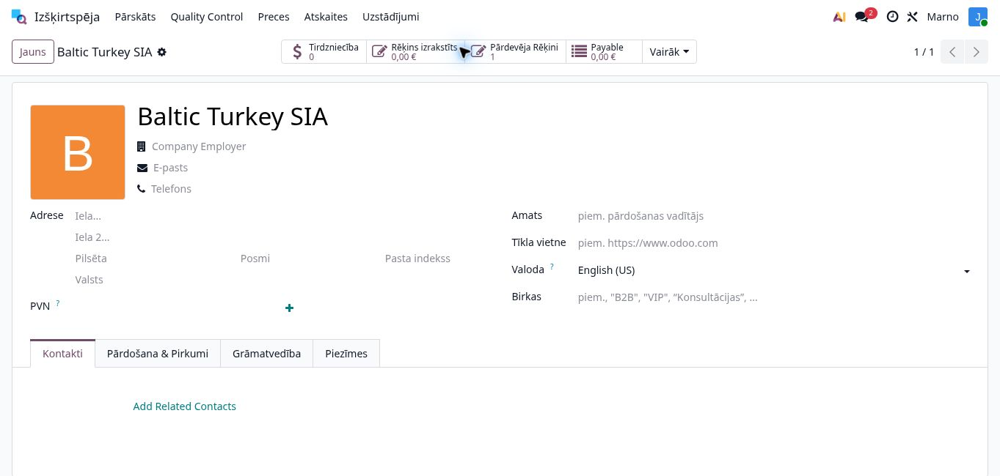 Izšķirtspēja Pārskāts Quality Control Preces Atskaites Uzstādījumi AI 2 Marno J
Jauns Baltic Turkey SIA Tirdzniecība 0 Rēķins izrakstīts 0,00 € Pārdevēja Rēķini 1 Payable 0,00 € Vairāk 1 / 1
B
Baltic Turkey SIA
Company Employer
E-pasts
Telefons
Adrese Iela... Amats piem. pārdošanas vadītājs
Iela 2... Tīkla vietne piem. https://www.odoo.com
Pilsēta Posmi Pasta indekss
Valsts Valoda ? English (US)
PVN ? Birkas piem., "B2B", "VIP", “Konsultācijas”, ...
Kontakti Pārdošana & Pirkumi Grāmatvedība Piezīmes
Add Related Contacts